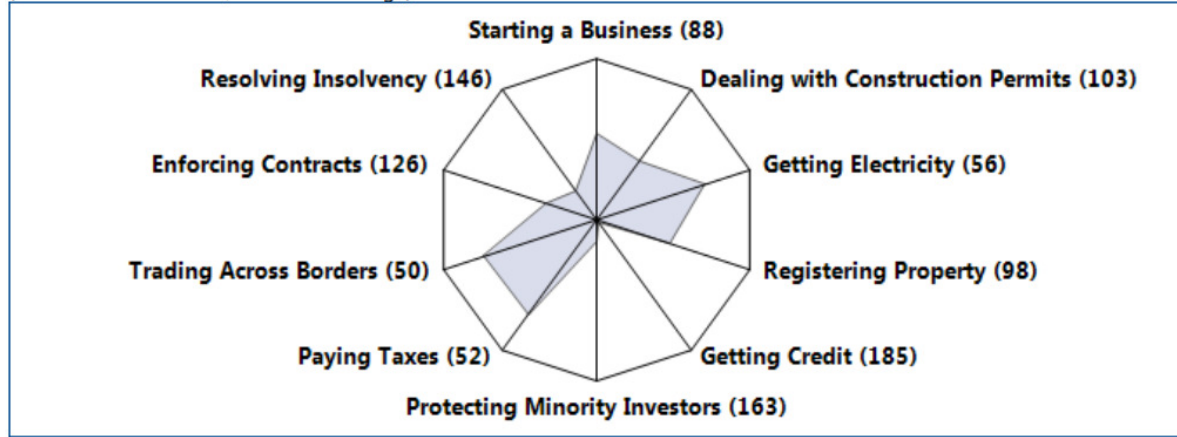 Starting a Business (88)
Resolving Insolvency (146)
Dealing with Construction Permits (103)
Enforcing Contracts (126)
Getting Electricity (56)
Trading Across Borders (50)
Registering Property (98)
Paying Taxes (52)
Getting Credit (185)
Protecting Minority Investors (163)